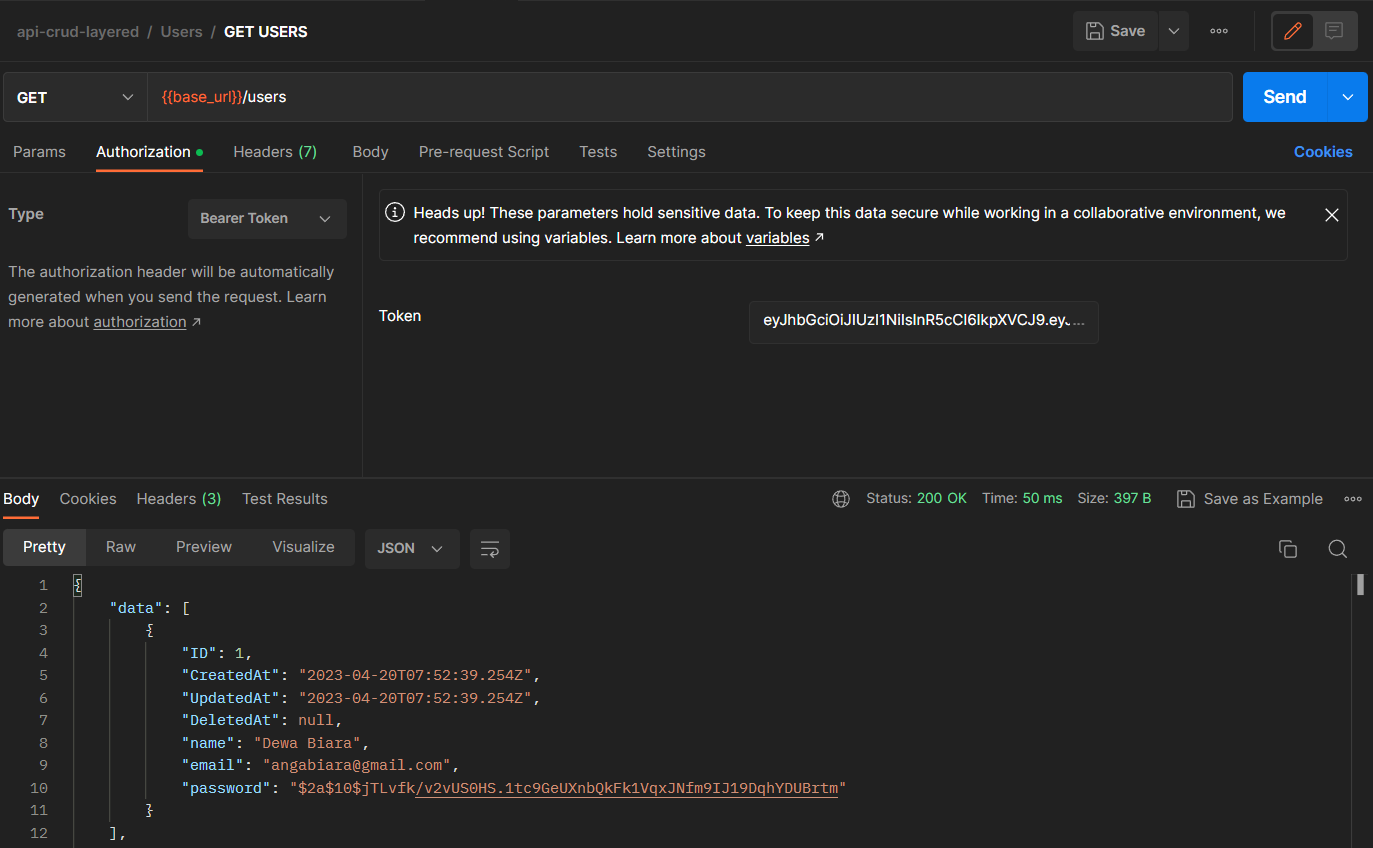 api-crud-layered / Users / GET USERS
Save
GET
{{base_url}}/users
Send
Params
Authorization
Headers (7)
Body
Pre-request Script
Tests
Settings
Cookies
Type
Bearer Token
The authorization header will be automatically
generated when you send the request. Learn
more about authorization ↗
Heads up! These parameters hold sensitive data. To keep this data secure while working in a collaborative environment, we
recommend using variables. Learn more about variables ↗
Token
eyJhbGciOiJIUzI1NiIsInR5cCI6IkpXVCJ9.eyJ...
Body
Cookies
Headers (3)
Test Results
Status: 200 OK
Time: 50 ms
Size: 397 B
Save as Example
Pretty
Raw
Preview
Visualize
JSON
1 {
2 "data": [
3 {
4 "ID": 1,
5 "CreatedAt": "2023-04-20T07:52:39.254Z",
6 "UpdatedAt": "2023-04-20T07:52:39.254Z",
7 "DeletedAt": null,
8 "name": "Dewa Biara",
9 "email": "angabiara@gmail.com",
10 "password": "$2a$10$jTLvfk/v2vUS0HS.1tc9GeUXnbQkFk1VqxJNfm9IJ19DqhYDUBrtm"
11 }
12 ],